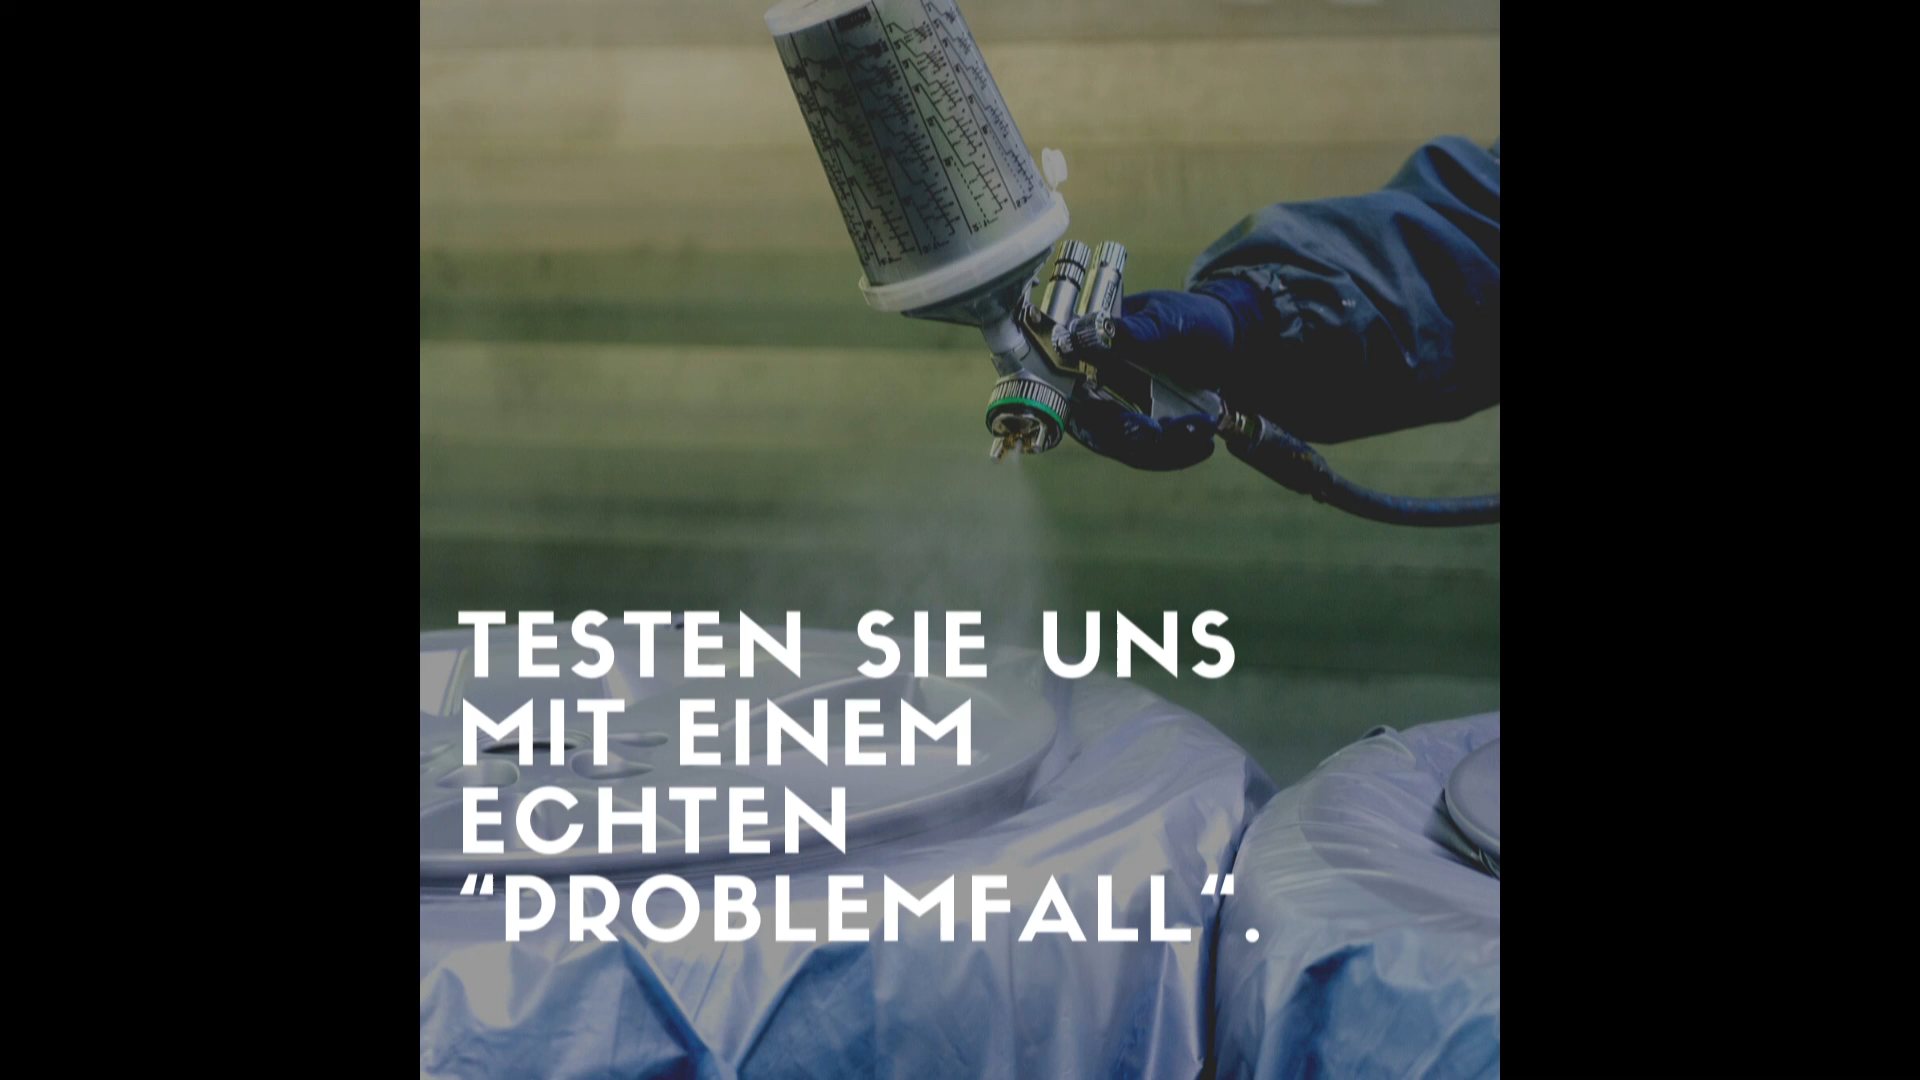 TESTEN SIE UNS
MIT EINEM
ECHTEN
“PROBLEMFALL“.